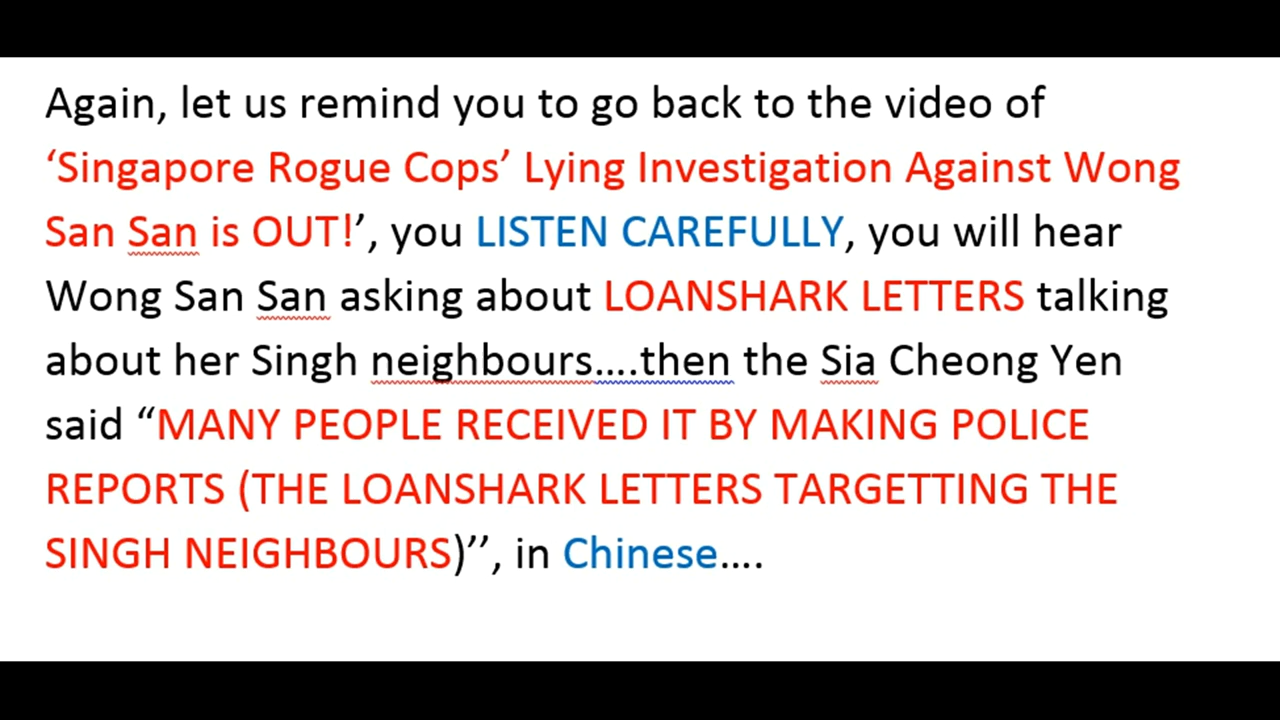 Again, let us remind you to go back to the video of
‘Singapore Rogue Cops’ Lying Investigation Against Wong
San San is OUT!’, you LISTEN CAREFULLY, you will hear
Wong San San asking about LOANSHARK LETTERS talking
about her Singh neighbours....then the Sia Cheong Yen
said “MANY PEOPLE RECEIVED IT BY MAKING POLICE
REPORTS (THE LOANSHARK LETTERS TARGETTING THE
SINGH NEIGHBOURS)’’, in Chinese....